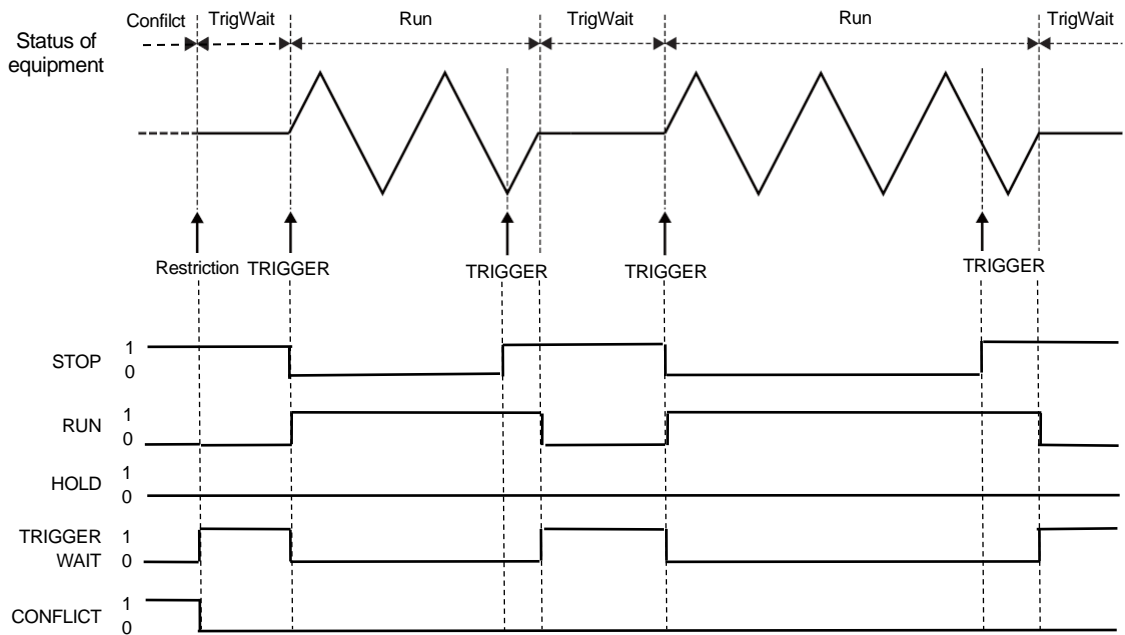 Confilct TrigWait Run TrigWait Run TrigWait
Status of
equipment
Restriction TRIGGER TRIGGER TRIGGER TRIGGER
STOP 1
0
RUN 1
0
HOLD 1
0
TRIGGER
WAIT 1
0
CONFLICT 1
0